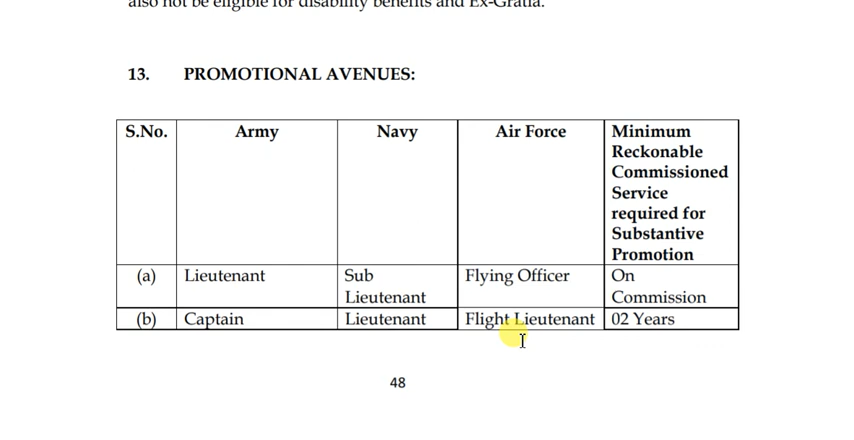 also not be eligible for disability benefits and Ex-Gratia.
13. PROMOTIONAL AVENUES:
S.No. Army Navy Air Force Minimum
Reckonable
Commissioned
Service
required for
Substantive
Promotion
(a) Lieutenant Sub Flying Officer On
Lieutenant Commission
(b) Captain Lieutenant Flight Lieutenant 02 Years
48